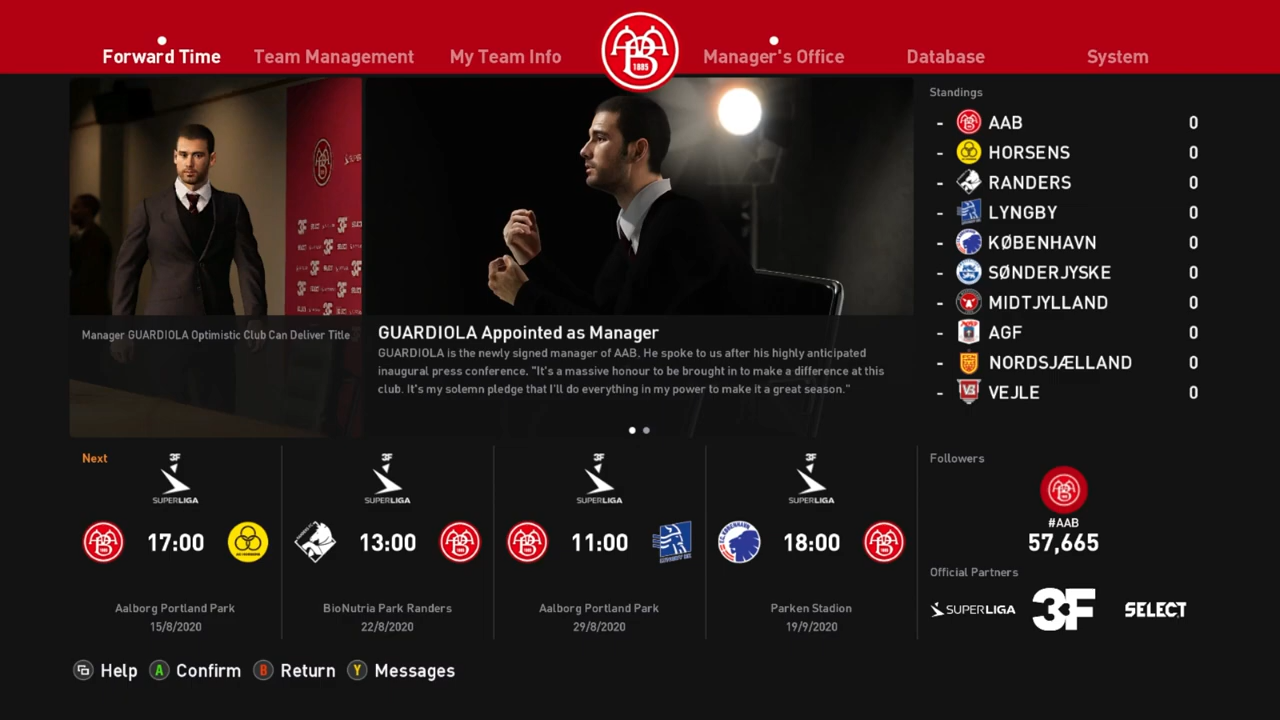 Forward Time
Team Management
My Team Info
1885
Manager's Office
Database
System
Manager GUARDIOLA Optimistic Club Can Deliver Title
GUARDIOLA Appointed as Manager
GUARDIOLA is the newly signed manager of AAB. He spoke to us after his highly anticipated
inaugural press conference. "It's a massive honour to be brought in to make a difference at this
club. It's my solemn pledge that I'll do everything in my power to make it a great season."
Standings
- AAB 0
- HORSENS 0
- RANDERS 0
- LYNGBY 0
- KØBENHAVN 0
- SØNDERJYSKE 0
- MIDTJYLLAND 0
- AGF 0
- NORDSJÆLLAND 0
- VEJLE 0
Next
3F
SUPERLIGA
17:00
Aalborg Portland Park
15/8/2020
3F
SUPERLIGA
13:00
BioNutria Park Randers
22/8/2020
3F
SUPERLIGA
11:00
Aalborg Portland Park
29/8/2020
3F
SUPERLIGA
18:00
Parken Stadion
19/9/2020
Followers
#AAB
57,665
Official Partners
SUPERLIGA
3F
SELECT
Help
A Confirm
B Return
Y Messages